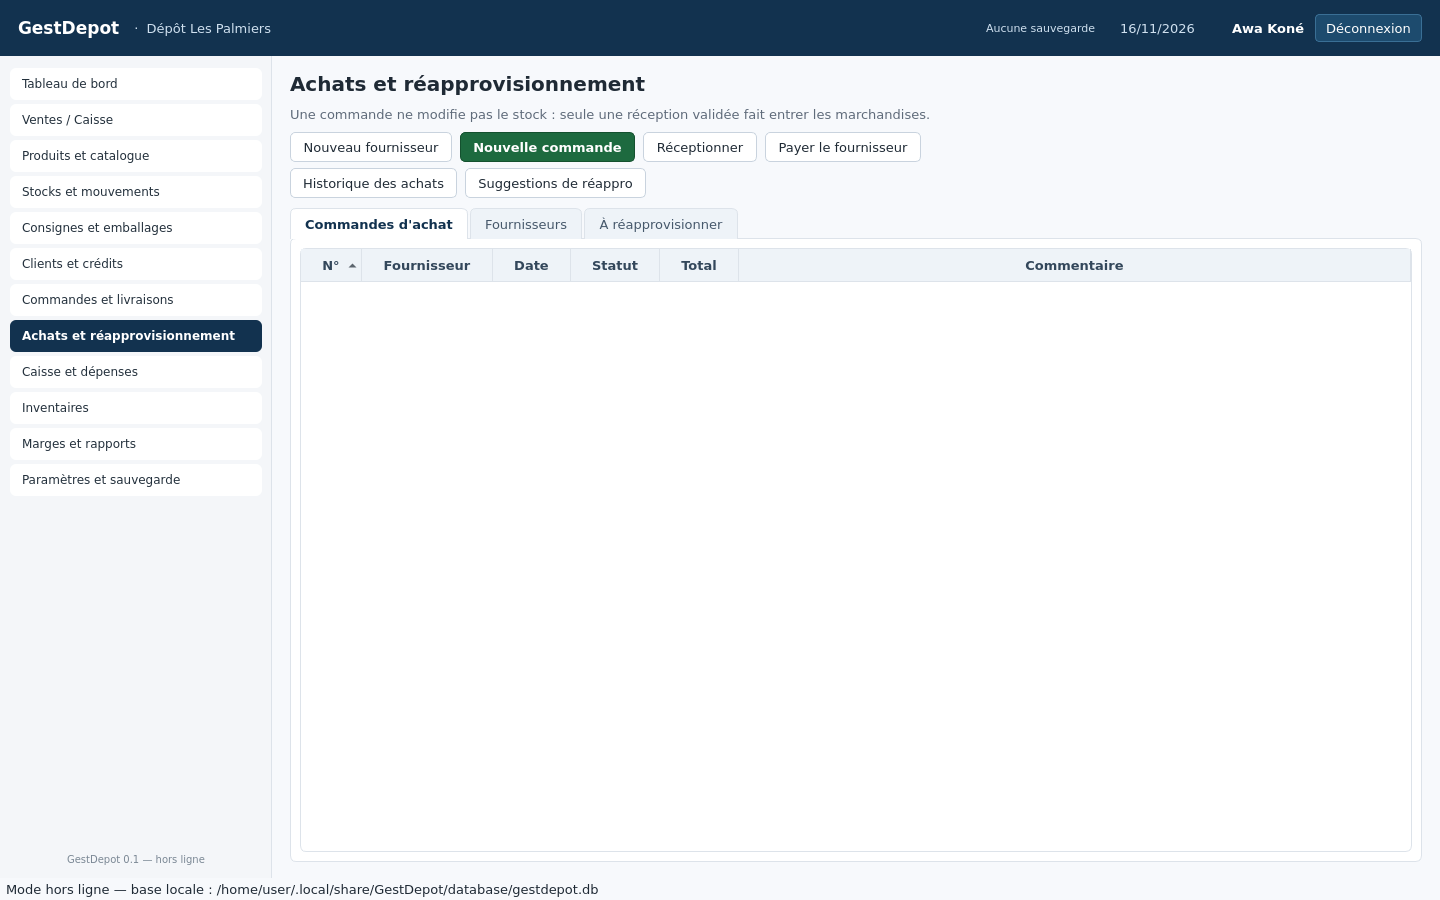 GestDepot · Dépôt Les Palmiers
Aucune sauvegarde
16/11/2026
Awa Koné
Déconnexion
Tableau de bord
Ventes / Caisse
Produits et catalogue
Stocks et mouvements
Consignes et emballages
Clients et crédits
Commandes et livraisons
Achats et réapprovisionnement
Caisse et dépenses
Inventaires
Marges et rapports
Paramètres et sauvegarde
GestDepot 0.1 — hors ligne
Achats et réapprovisionnement
Une commande ne modifie pas le stock : seule une réception validée fait entrer les marchandises.
Nouveau fournisseur
Nouvelle commande
Réceptionner
Payer le fournisseur
Historique des achats
Suggestions de réappro
Commandes d'achat
Fournisseurs
À réapprovisionner
N° Fournisseur Date Statut Total Commentaire
Mode hors ligne — base locale : /home/user/.local/share/GestDepot/database/gestdepot.db